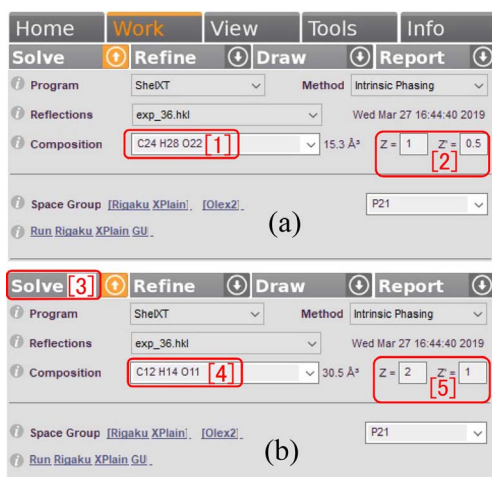 Home Work View Tools Info
Solve Refine Draw Report
Program ShelXT Method Intrinsic Phasing
Reflections exp_36.hkl Wed Mar 27 16:44:40 2019
Composition C24 H28 O22 [1] 15.3 Å³ Z = 1 Z' = 0.5
[2]
Space Group [Rigaku XPlain] [Olex2] P21
Run Rigaku XPlain GUI
(a)
Solve [3] Refine Draw Report
Program ShelXT Method Intrinsic Phasing
Reflections exp_36.hkl Wed Mar 27 16:44:40 2019
Composition C12 H14 O11 [4] 30.5 Å³ Z = 2 Z' = 1
[5]
Space Group [Rigaku XPlain] [Olex2] P21
Run Rigaku XPlain GUI
(b)